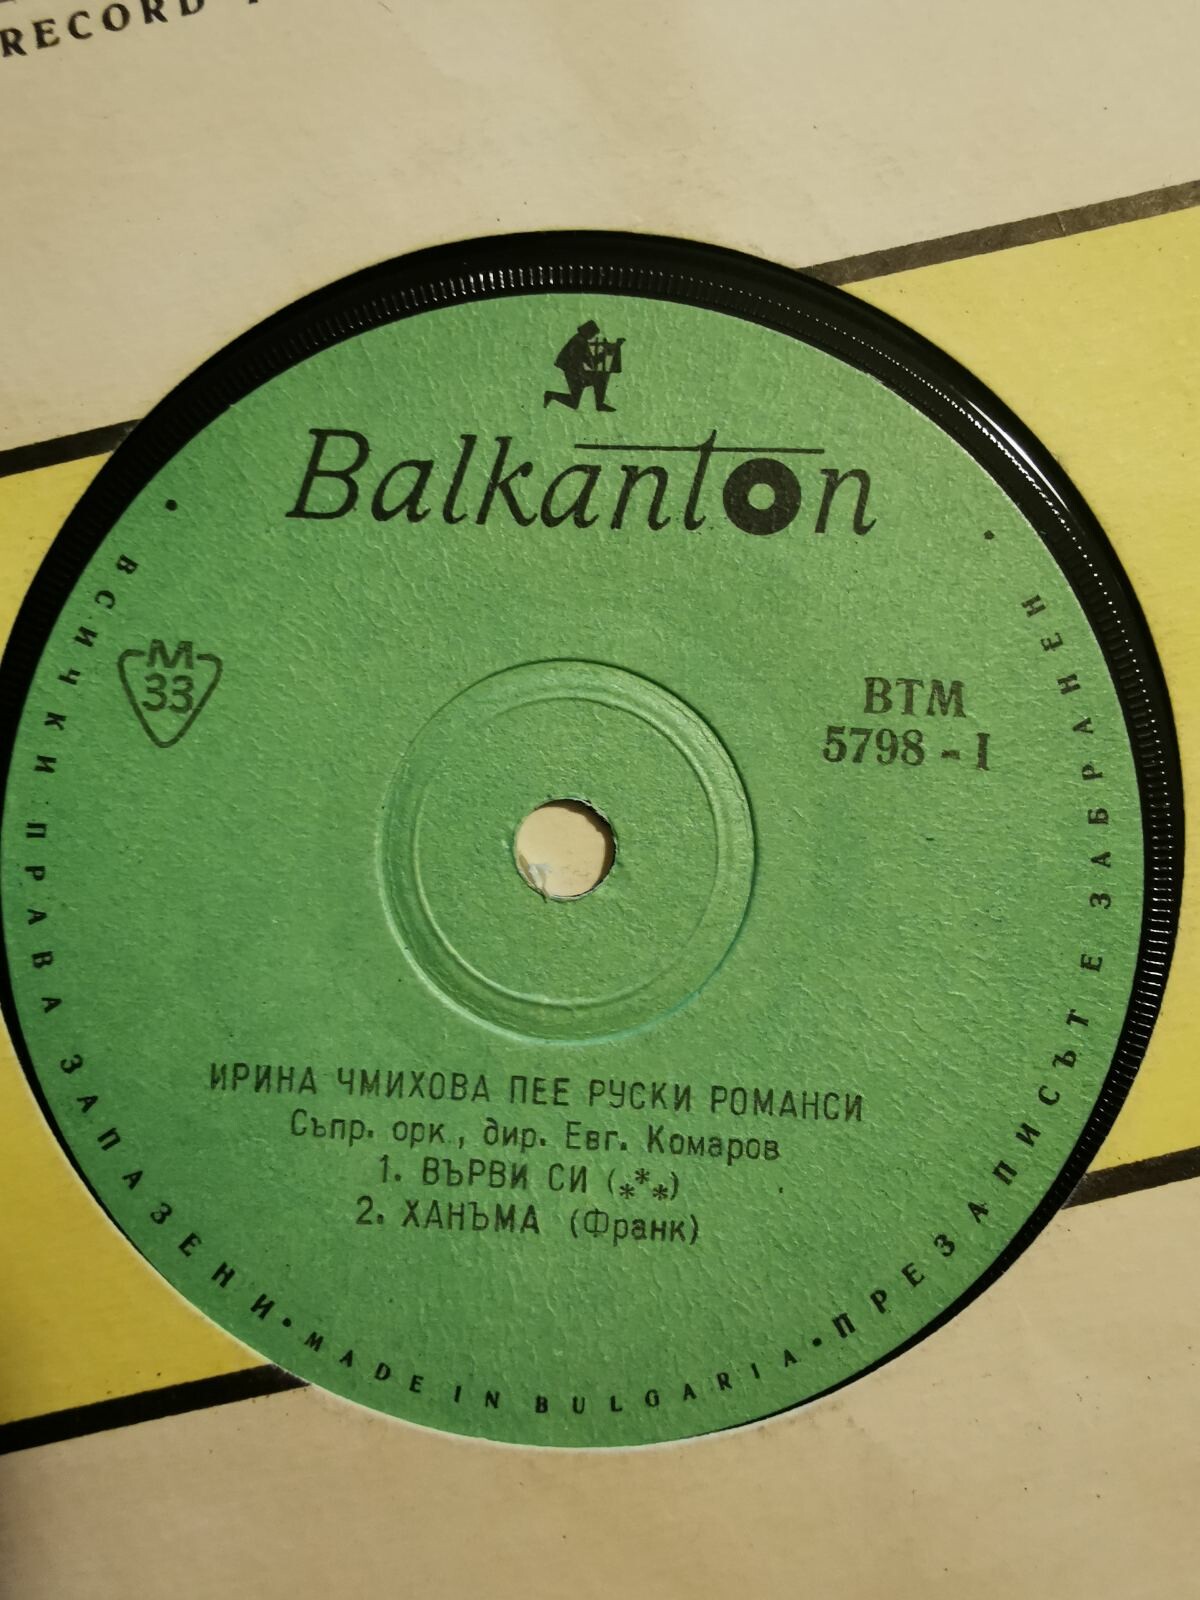 RECORD
Balkanton
M
33
ВТМ
5798 - I
ИРИНА ЧМИХОВА ПЕЕ РУСКИ РОМАНСИ
Съпр. орк., дир. Евг. Комаров
1. ВЪРВИ СИ (***)
2. ХАНЪМА (Франк)
• ВСИЧКИ ПРАВА ЗАПАЗЕНИ • MADE IN BULGARIA • ПРЕЗАПИСЪТ Е ЗАБРАНЕН •